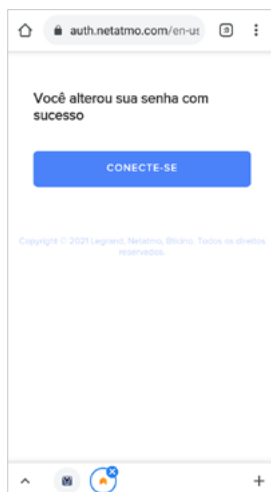 auth.netatmo.com/en-us
Você alterou sua senha com
sucesso
CONECTE-SE
Copyright © 2021 Legrand, Netatmo, Bticino. Todos os direitos
reservados.